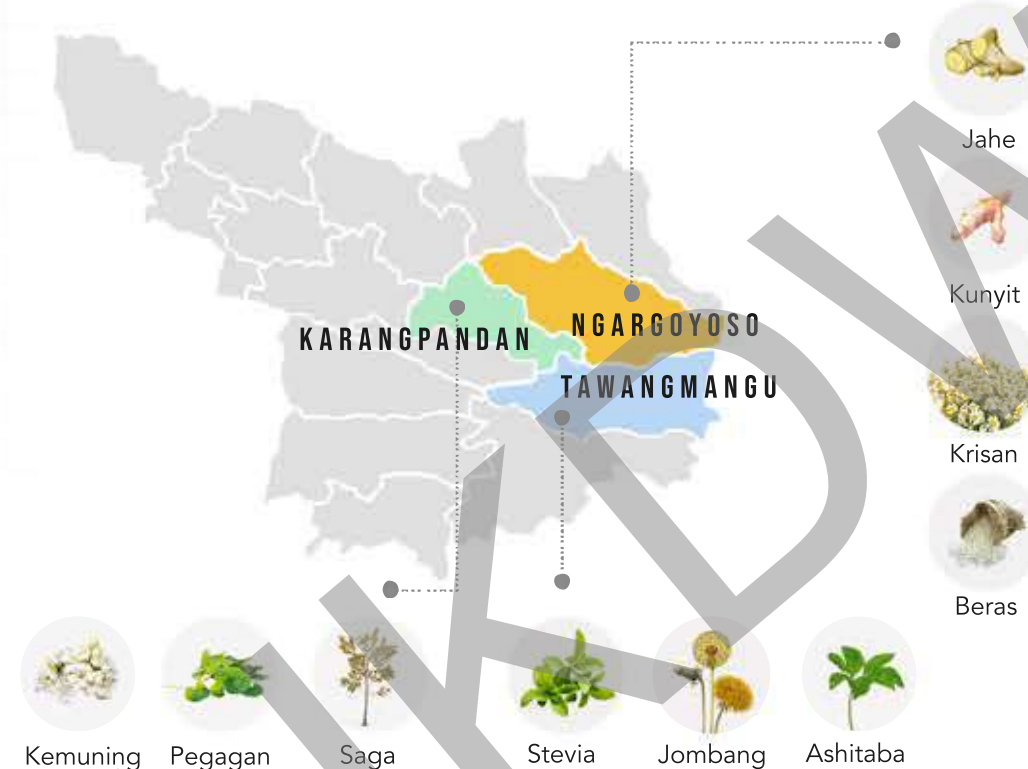 Jahe
Kunyit
KARANGPANDAN
NGARGOYOSO
TAWANGMANGU
Krisan
Beras
Kemuning
Pegagan
Saga
Stevia
Jombang
Ashitaba